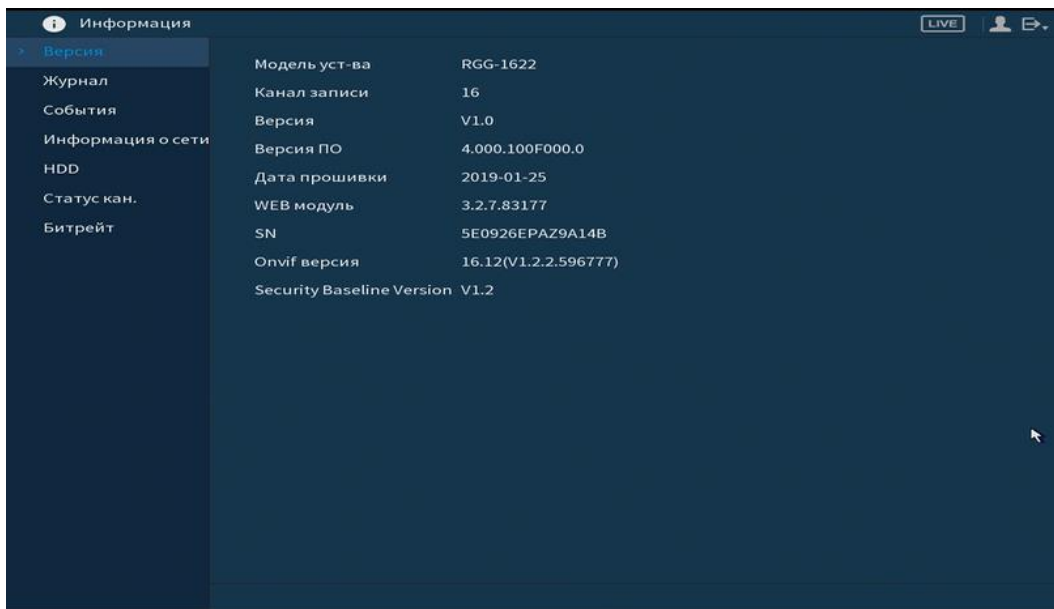 Информация
LIVE
Версия
Журнал
События
Информация о сети
HDD
Статус кан.
Битрейт
Модель уст-ва RGG-1622
Канал записи 16
Версия V1.0
Версия ПО 4.000.100F000.0
Дата прошивки 2019-01-25
WEB модуль 3.2.7.83177
SN 5E0926EPAZ9A14B
Onvif версия 16.12(V1.2.2.596777)
Security Baseline Version V1.2